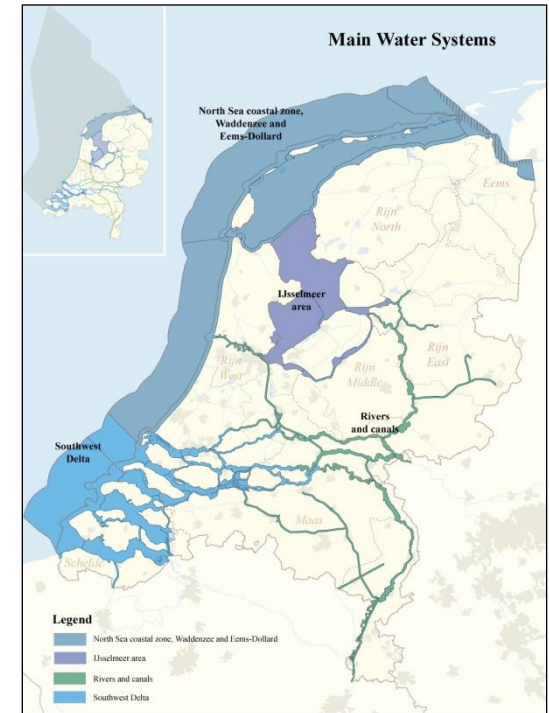 Main Water Systems
North Sea coastal zone,
Waddenzee and
Eems-Dollard
Eems
Rijn
North
IJsselmeer
area
Rijn
West
Rijn
Middle
Rijn
East
Rivers
and canals
Southwest
Delta
Maas
Schelde
Legend
North Sea coastal zone, Waddenzee and Eems-Dollard
IJsselmeer area
Rivers and canals
Southwest Delta